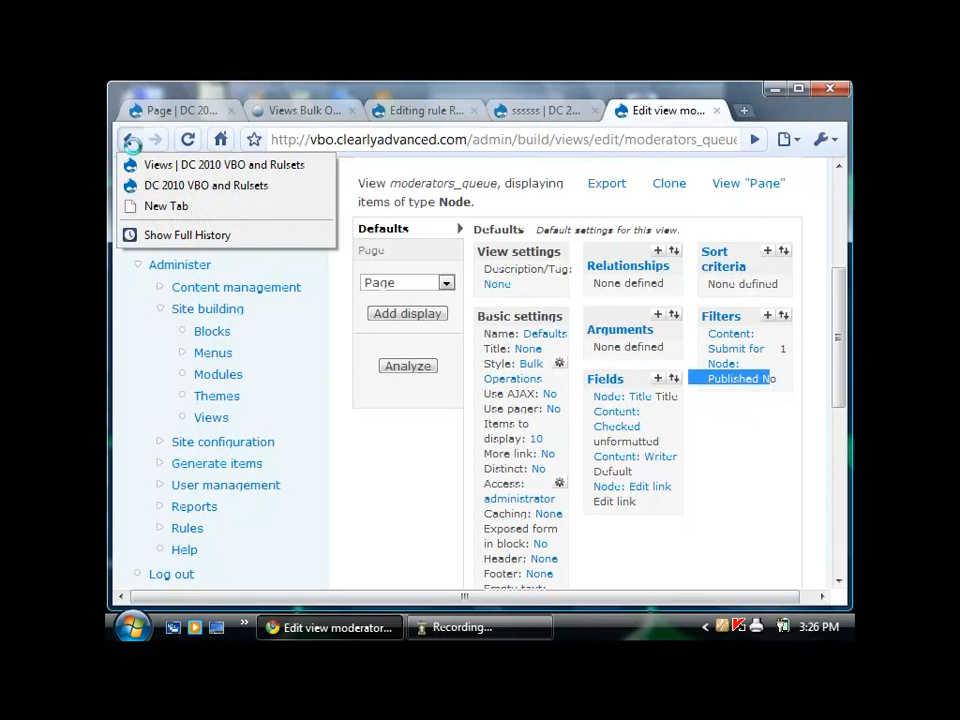 Page | DC 20...
Views Bulk O...
Editing rule R...
ssssss | DC 2...
Edit view mo...
http://vbo.clearlyadvanced.com/admin/build/views/edit/moderators_queue
Views | DC 2010 VBO and Rulsets
DC 2010 VBO and Rulsets
New Tab
Show Full History
Administer
Content management
Site building
Blocks
Menus
Modules
Themes
Views
Site configuration
Generate items
User management
Reports
Rules
Help
Log out
View moderators_queue, displaying
items of type Node.
Export
Clone
View "Page"
Defaults
Page
Page
Add display
Analyze
Defaults Default settings for this view.
View settings
Description/Tag:
None
Basic settings
Name: Defaults
Title: None
Style: Bulk
Operations
Use AJAX: No
Use pager: No
Items to
display: 10
More link: No
Distinct: No
Access:
administrator
Caching: None
Exposed form
in block: No
Header: None
Footer: None
Relationships
None defined
Arguments
None defined
Fields
Node: Title Title
Content:
Checked
unformatted
Content: Writer
Default
Node: Edit link
Edit link
Sort
criteria
None defined
Filters
Content:
Submit for 1
Node:
Published No
Edit view moderator...
Recording...
3:26 PM